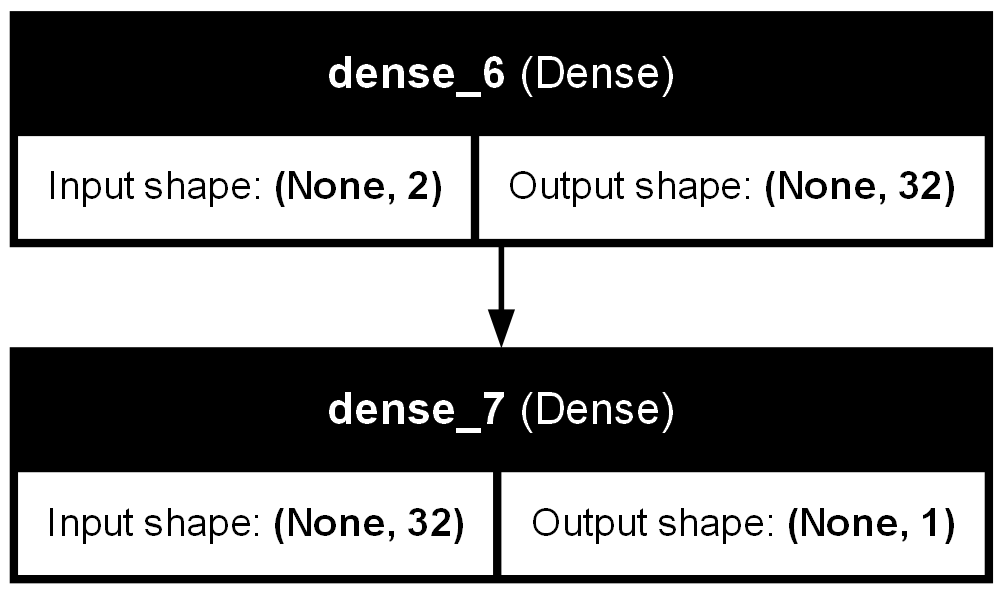 dense_6 (Dense)
Input shape: (None, 2) Output shape: (None, 32)
dense_7 (Dense)
Input shape: (None, 32) Output shape: (None, 1)